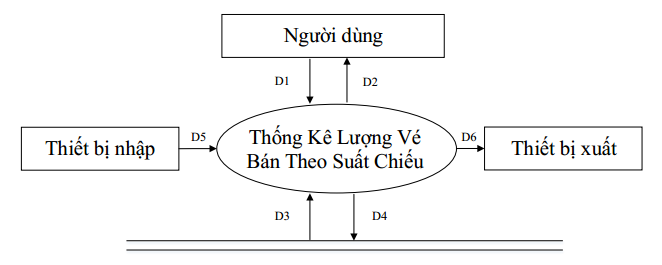 Người dùng
D1
D2
Thiết bị nhập
D5
Thống Kê Lượng Vé
Bán Theo Suất Chiếu
D6
Thiết bị xuất
D3
D4